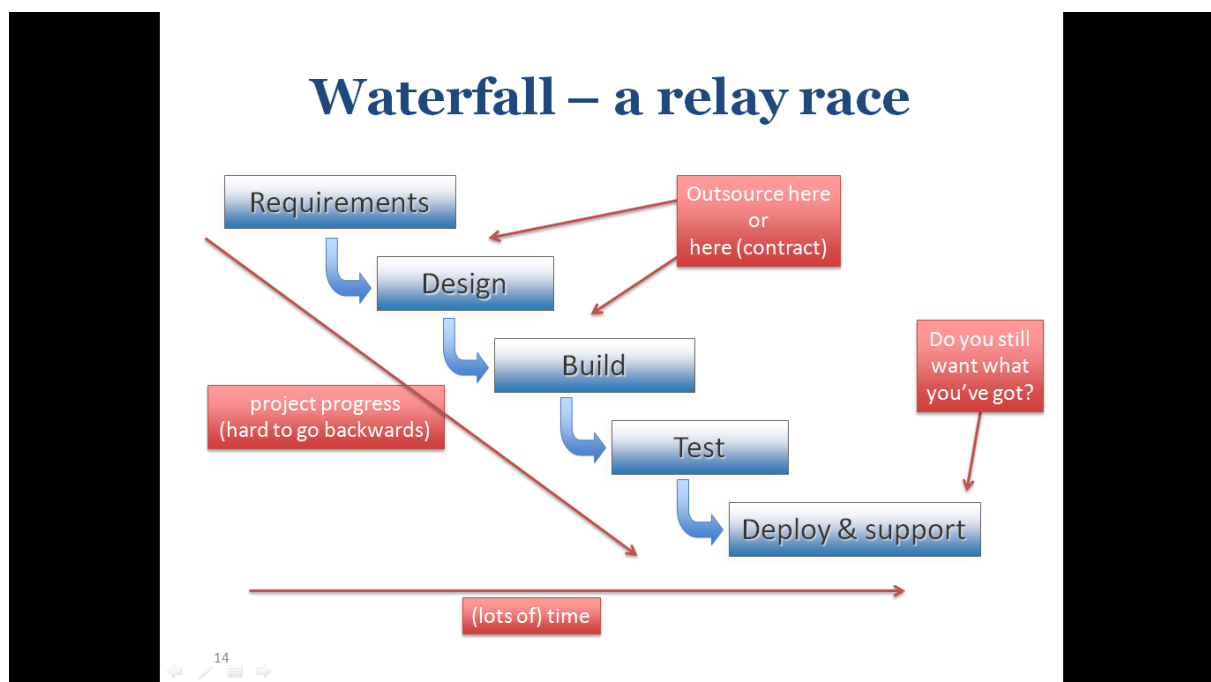 Waterfall – a relay race
Requirements
Outsource here
or
here (contract)
Design
Do you still
want what
you've got?
Build
project progress
(hard to go backwards)
Test
Deploy & support
(lots of) time
14